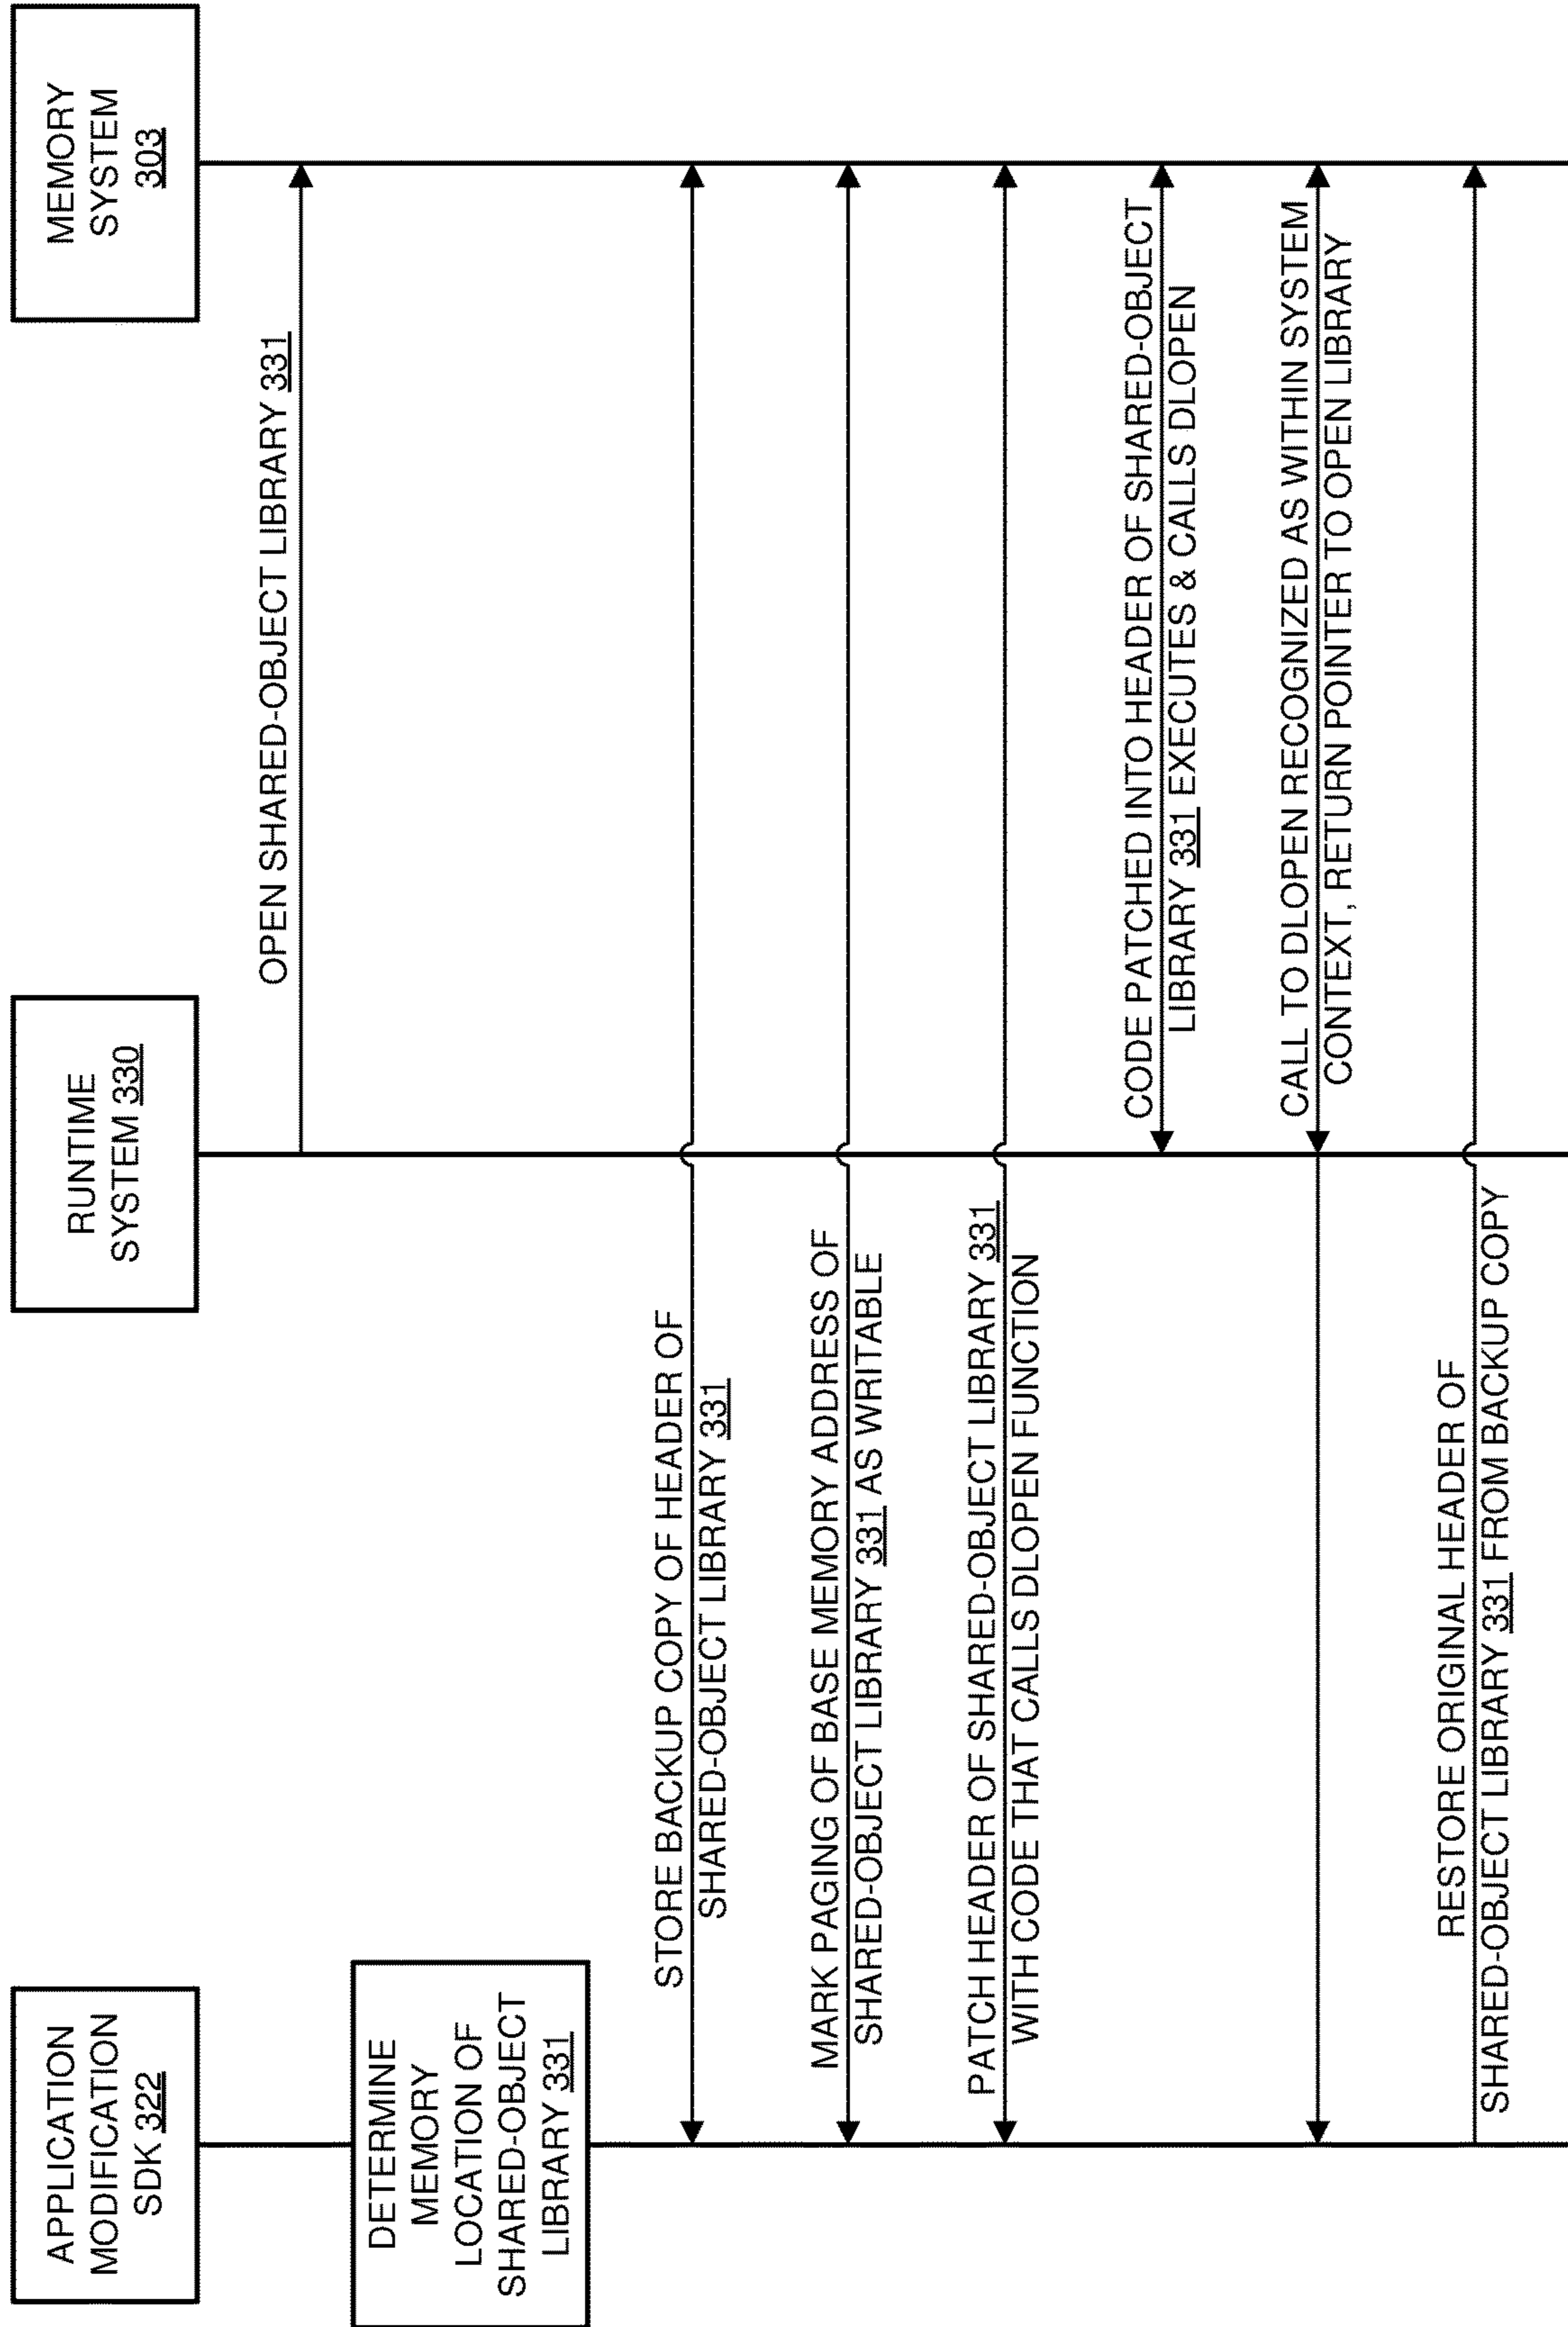 APPLICATION
MODIFICATION
SDK 322
RUNTIME
SYSTEM 330
MEMORY
SYSTEM
303
OPEN SHARED-OBJECT LIBRARY 331
DETERMINE
MEMORY
LOCATION OF
SHARED-OBJECT
LIBRARY 331
STORE BACKUP COPY OF HEADER OF
SHARED-OBJECT LIBRARY 331
MARK PAGING OF BASE MEMORY ADDRESS OF
SHARED-OBJECT LIBRARY 331 AS WRITABLE
PATCH HEADER OF SHARED-OBJECT LIBRARY 331
WITH CODE THAT CALLS DLOPEN FUNCTION
CODE PATCHED INTO HEADER OF SHARED-OBJECT
LIBRARY 331 EXECUTES & CALLS DLOPEN
CALL TO DLOPEN RECOGNIZED AS WITHIN SYSTEM
CONTEXT, RETURN POINTER TO OPEN LIBRARY
RESTORE ORIGINAL HEADER OF
SHARED-OBJECT LIBRARY 331 FROM BACKUP COPY